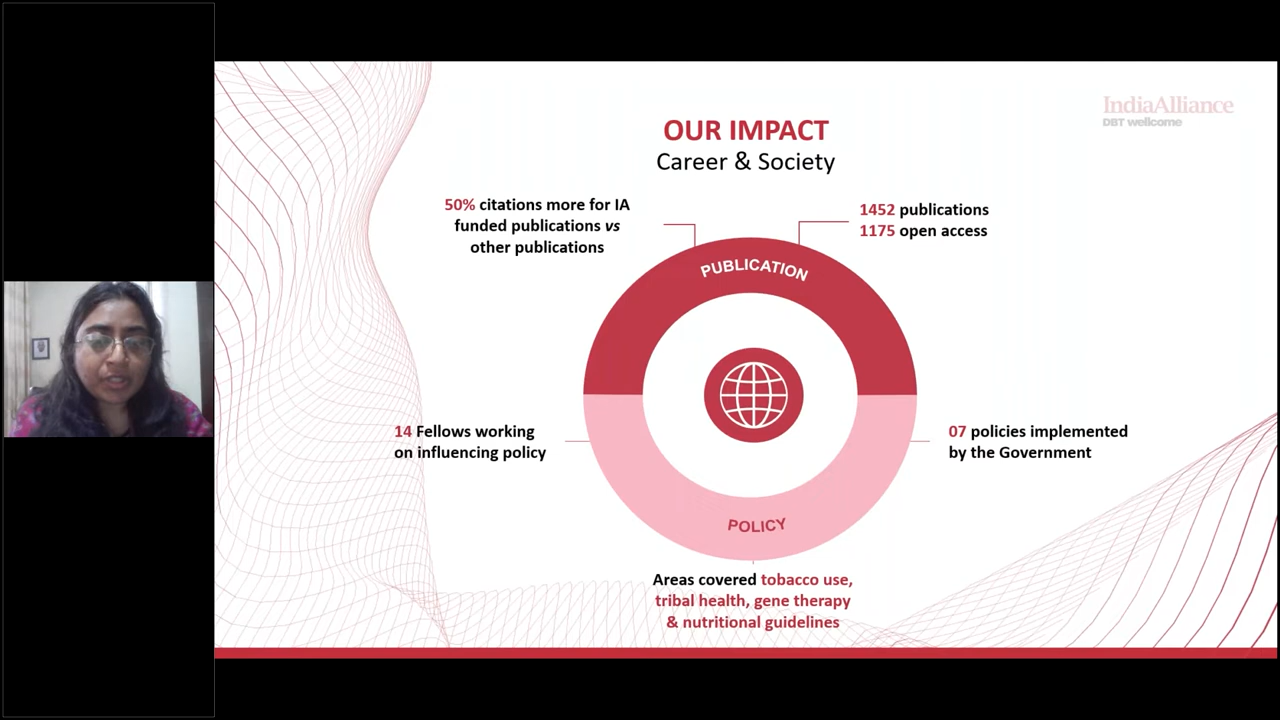 IndiaAlliance
DBT wellcome
OUR IMPACT
Career & Society
50% citations more for IA
funded publications vs
other publications
1452 publications
1175 open access
PUBLICATION
14 Fellows working
on influencing policy
07 policies implemented
by the Government
POLICY
Areas covered tobacco use,
tribal health, gene therapy
& nutritional guidelines